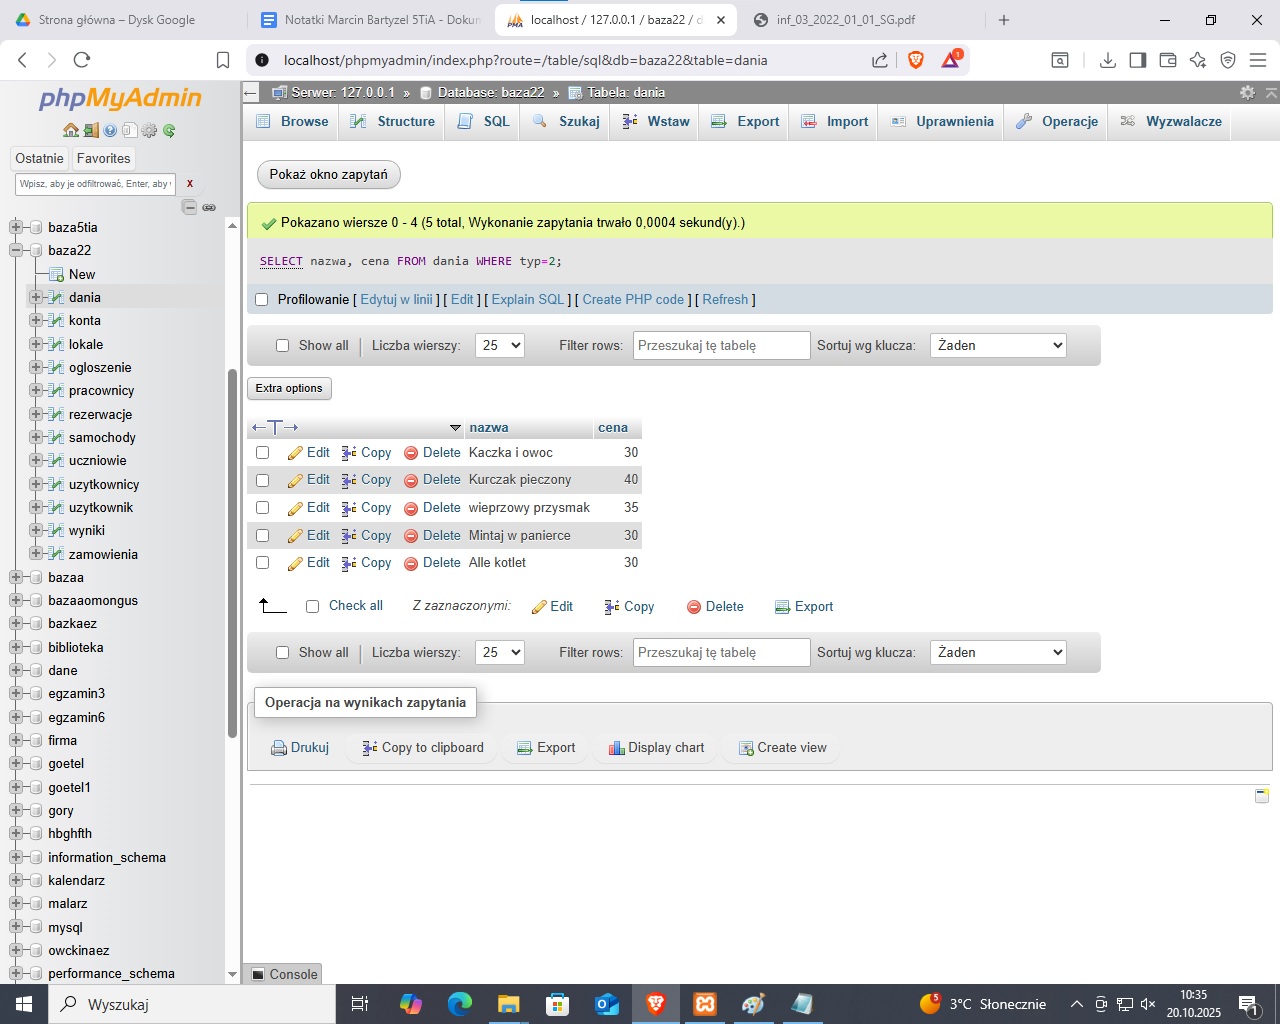 Strona główna – Dysk Google
Notatki Marcin Bartyzel 5TiA - Dokun
localhost / 127.0.0.1 / baza22 / d
inf_03_2022_01_01_SG.pdf
localhost/phpmyadmin/index.php?route=/table/sql&db=baza22&table=dania
1
phpMyAdmin
Ostatnie Favorites
Wpisz, aby je odfiltrować, Enter, aby
X
baza5tia
baza22
New
dania
konta
lokale
ogloszenie
pracownicy
rezerwacje
samochody
uczniowie
uzytkownicy
uzytkownik
wyniki
zamowienia
bazaa
bazaaomongus
bazkaez
biblioteka
dane
egzamin3
egzamin6
firma
goetel
goetel1
gory
hbghfth
information_schema
kalendarz
malarz
mysql
owckinaez
performance_schema
Serwer: 127.0.0.1 » Database: baza22 » Tabela: dania
Browse Structure SQL Szukaj Wstaw Export Import Uprawnienia Operacje Wyzwalacze
Pokaż okno zapytań
Pokazano wiersze 0 - 4 (5 total, Wykonanie zapytania trwało 0,0004 sekund(y).)
SELECT nazwa, cena FROM dania WHERE typ=2;
Profilowanie [ Edytuj w linii ] [ Edit ] [ Explain SQL ] [ Create PHP code ] [ Refresh ]
Show all Liczba wierszy: 25 Filter rows: Przeszukaj tę tabelę Sortuj wg klucza: Żaden
Extra options
←T→ nazwa cena
Edit Copy Delete Kaczka i owoc 30
Edit Copy Delete Kurczak pieczony 40
Edit Copy Delete wieprzowy przysmak 35
Edit Copy Delete Mintaj w panierce 30
Edit Copy Delete Alle kotlet 30
Check all Z zaznaczonymi: Edit Copy Delete Export
Show all Liczba wierszy: 25 Filter rows: Przeszukaj tę tabelę Sortuj wg klucza: Żaden
Operacja na wynikach zapytania
Drukuj Copy to clipboard Export Display chart Create view
Console
Wyszukaj
5
3°C Słonecznie
10:35
20.10.2025
1